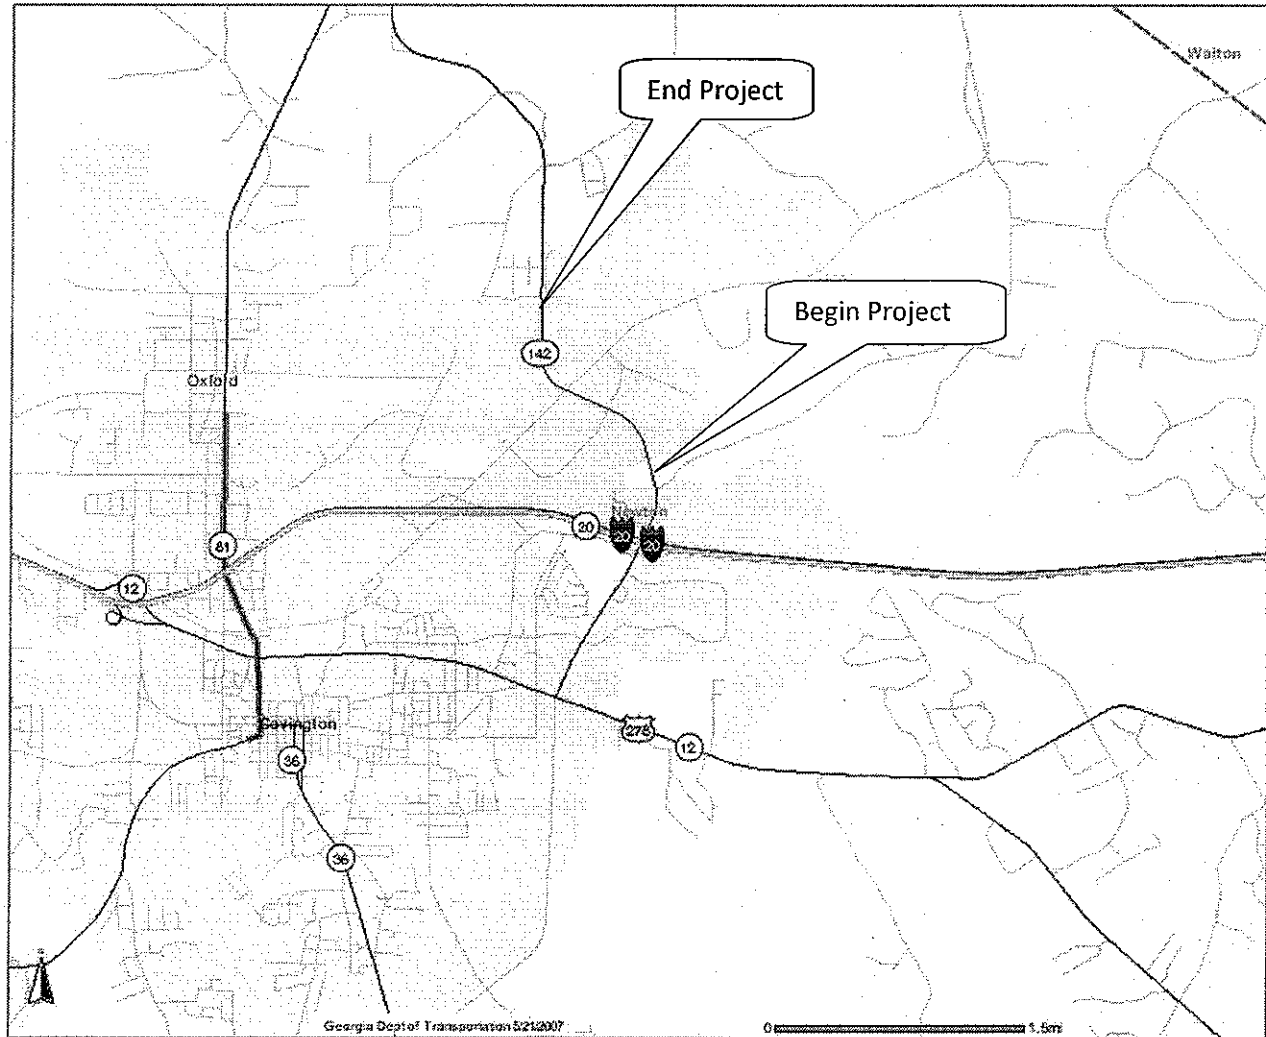 Walton
End Project
Begin Project
142
Oxford
Newton
20
20
20
81
12
Covington
278
12
36
36
Georgia Dept of Transportation 5/21/2007
0
1.5mi